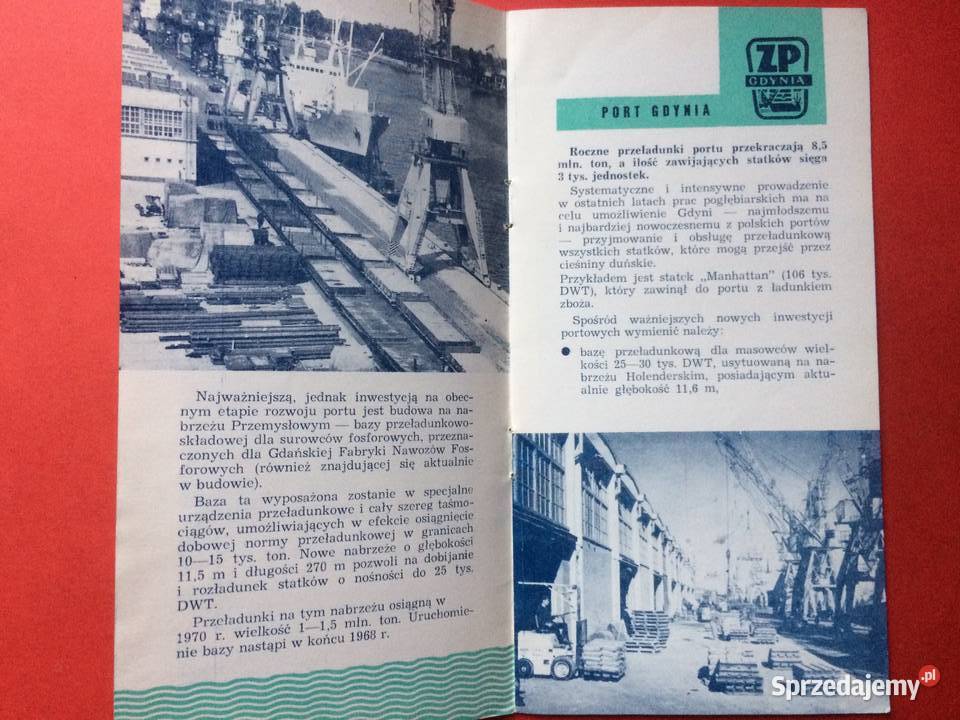 Najważniejszą, jednak inwestycją na obec-
nym etapie rozwoju portu jest budowa na na-
brzeżu Przemysłowym — bazy przeładunkowo-
składowej dla surowców fosforowych, przezna-
czonych dla Gdańskiej Fabryki Nawozów Fos-
forowych (również znajdującej się aktualnie
w budowie).
Baza ta wyposażona zostanie w specjalne
urządzenia przeładunkowe i cały szereg taśmo-
ciągów, umożliwiających w efekcie osiągnięcie
dobowej normy przeładunkowej w granicach
10—15 tys. ton. Nowe nabrzeże o głębokości
11,5 m i długości 270 m pozwoli na dobijanie
i rozładunek statków o nośności do 25 tys.
DWT.
Przeładunki na tym nabrzeżu osiągną w
1970 r. wielkość 1—1,5 mln. ton. Uruchomie-
nie bazy nastąpi w końcu 1968 r.
ZP
GDYNIA
PORT GDYNIA
Roczne przeładunki portu przekraczają 8,5
mln. ton, a ilość zawijających statków sięga
3 tys. jednostek.
Systematyczne i intensywne prowadzenie
w ostatnich latach prac pogłębiarskich ma na
celu umożliwienie Gdyni — najmłodszemu
i najbardziej nowoczesnemu z polskich portów
— przyjmowanie i obsługę przeładunkową
wszystkich statków, które mogą przejść przez
cieśniny duńskie.
Przykładem jest statek „Manhattan" (106 tys.
DWT), który zawinął do portu z ładunkiem
zboża.
Spośród ważniejszych nowych inwestycji
portowych wymienić należy:
● bazę przeładunkową dla masowców wiel-
kości 25—30 tys. DWT, usytuowaną na na-
brzeżu Holenderskim, posiadającym aktu-
alnie głębokość 11,6 m,
Sprzedajemy.pl